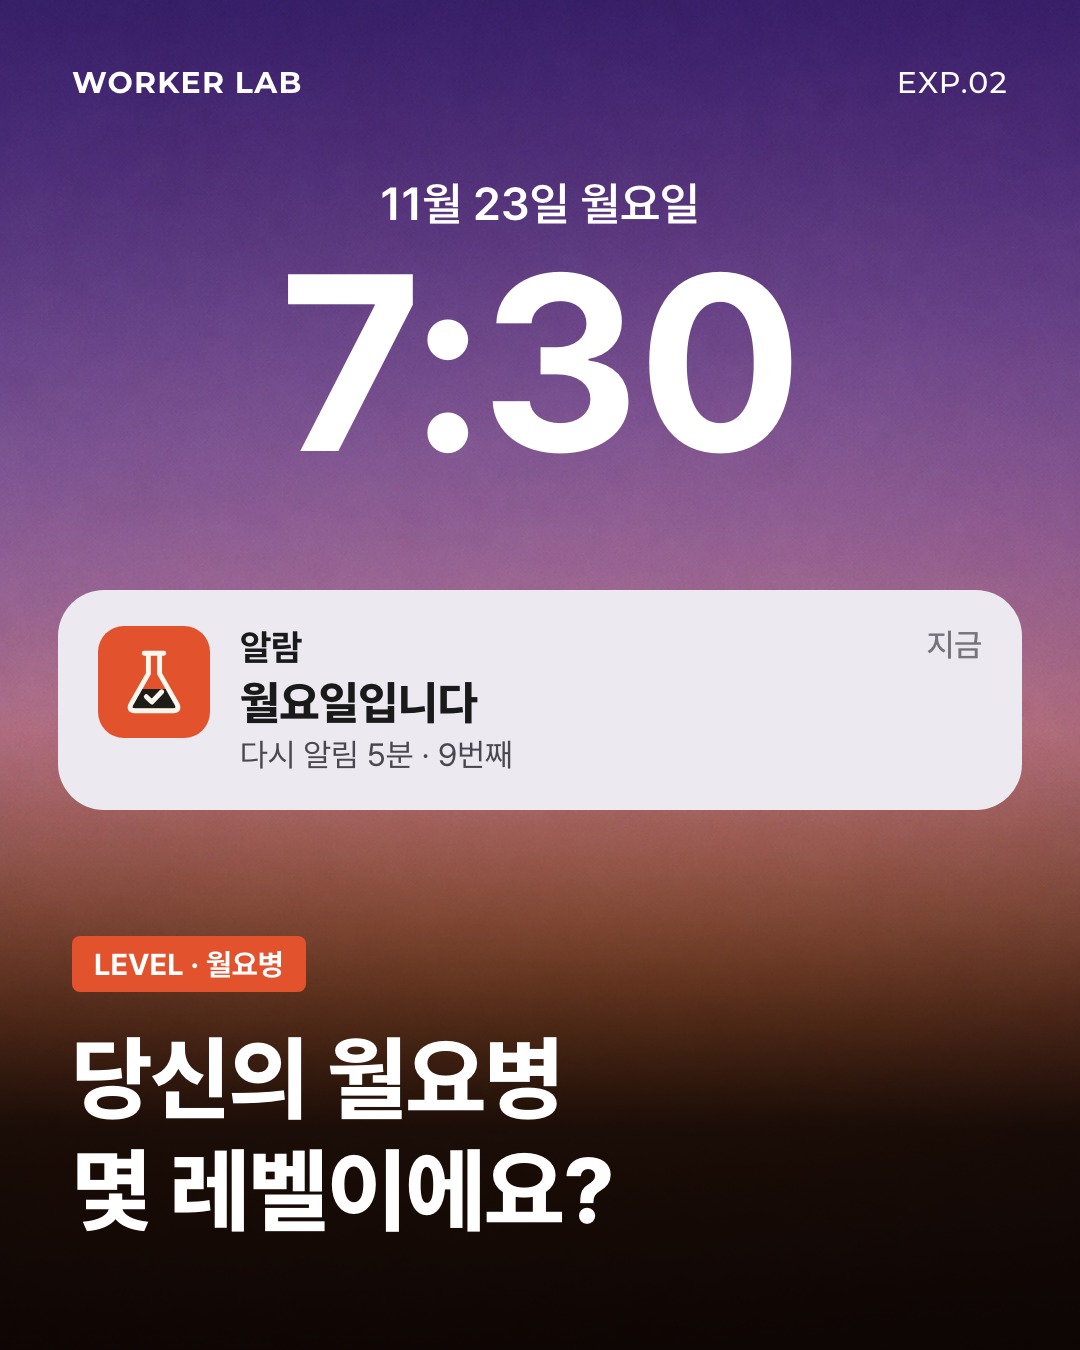 WORKER LAB
EXP.02
11월 23일 월요일
7:30
알람
지금
월요일입니다
다시 알림 5분 · 9번째
LEVEL · 월요병
당신의 월요병
몇 레벨이에요?